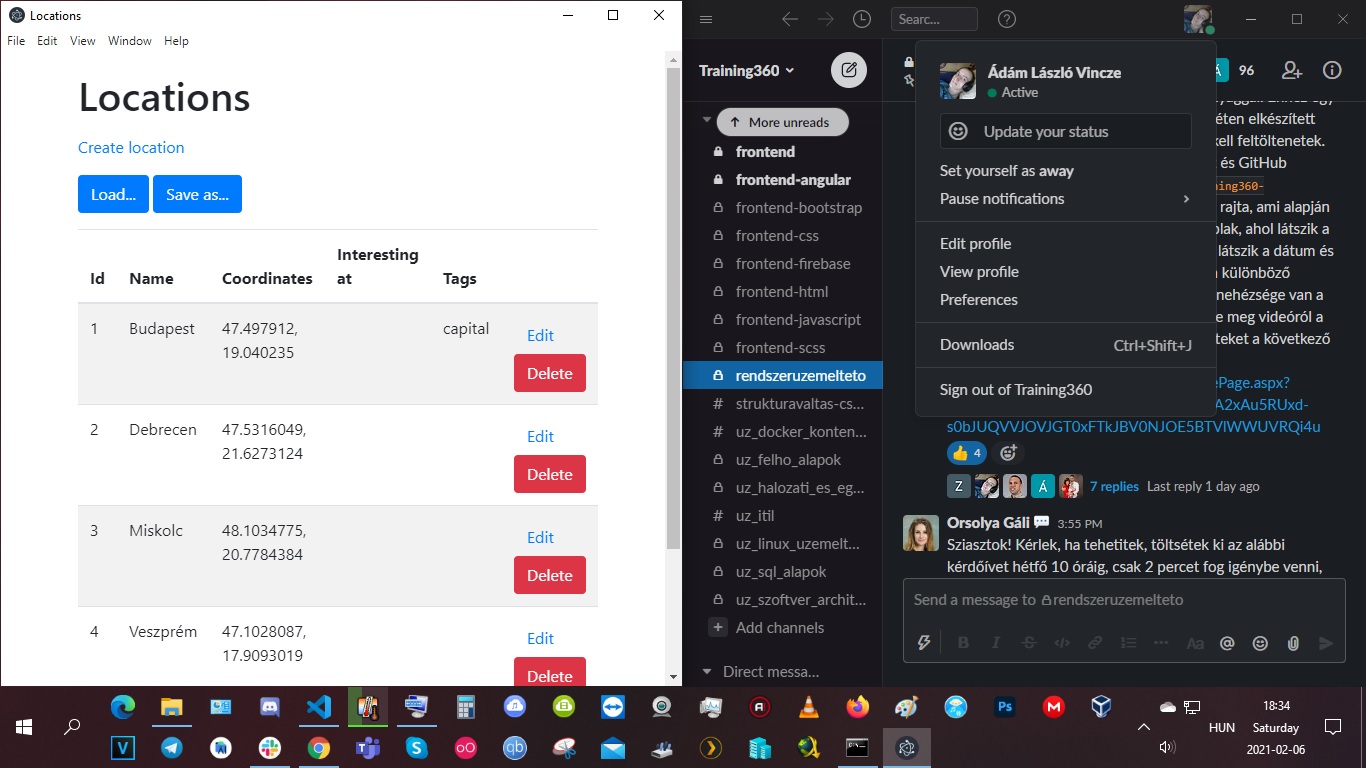 Locations
File Edit View Window Help
Locations
Create location
Load... Save as...
Id Name Coordinates Interesting at Tags
1 Budapest 47.497912, 19.040235 capital Edit
Delete
2 Debrecen 47.5316049, 21.6273124 Edit
Delete
3 Miskolc 48.1034775, 20.7784384 Edit
Delete
4 Veszprém 47.1028087, 17.9093019 Edit
Delete
Searc...
Training360
More unreads
frontend
frontend-angular
frontend-bootstrap
frontend-css
frontend-firebase
frontend-html
frontend-javascript
frontend-scss
rendszeruzemelteto
# strukturavaltas-cs...
# uz_docker_konten...
uz_felho_alapok
uz_halozati_es_eg...
# uz_itil
uz_linux_uzemelt...
uz_sql_alapok
uz_szoftver_archit...
+ Add channels
Direct messa...
Ádám László Vincze
Active
Update your status
Set yourself as away
Pause notifications
Edit profile
View profile
Preferences
Downloads Ctrl+Shift+J
Sign out of Training360
96
éten elkészített
kell feltöltenetek.
és GitHub
ning360-
rajta, ami alapján
blak, ahol látszik a
látszik a dátum és
különböző
nehézsége van a
e meg videóról a
teket a következő
ePage.aspx?
A2xAu5RUxd-
s0bJUQVVJOVJGT0xFTkJBV0NJOE5BTVlWWUVRQi4u
4
Z Á 7 replies Last reply 1 day ago
Orsolya Gáli 3:55 PM
Sziasztok! Kérlek, ha tehetitek, töltsétek ki az alábbi
kérdőívet hétfő 10 óráig, csak 2 percet fog igénybe venni,
Send a message to rendszeruzemelteto
B I S Aa @
HUN
18:34
Saturday
2021-02-06